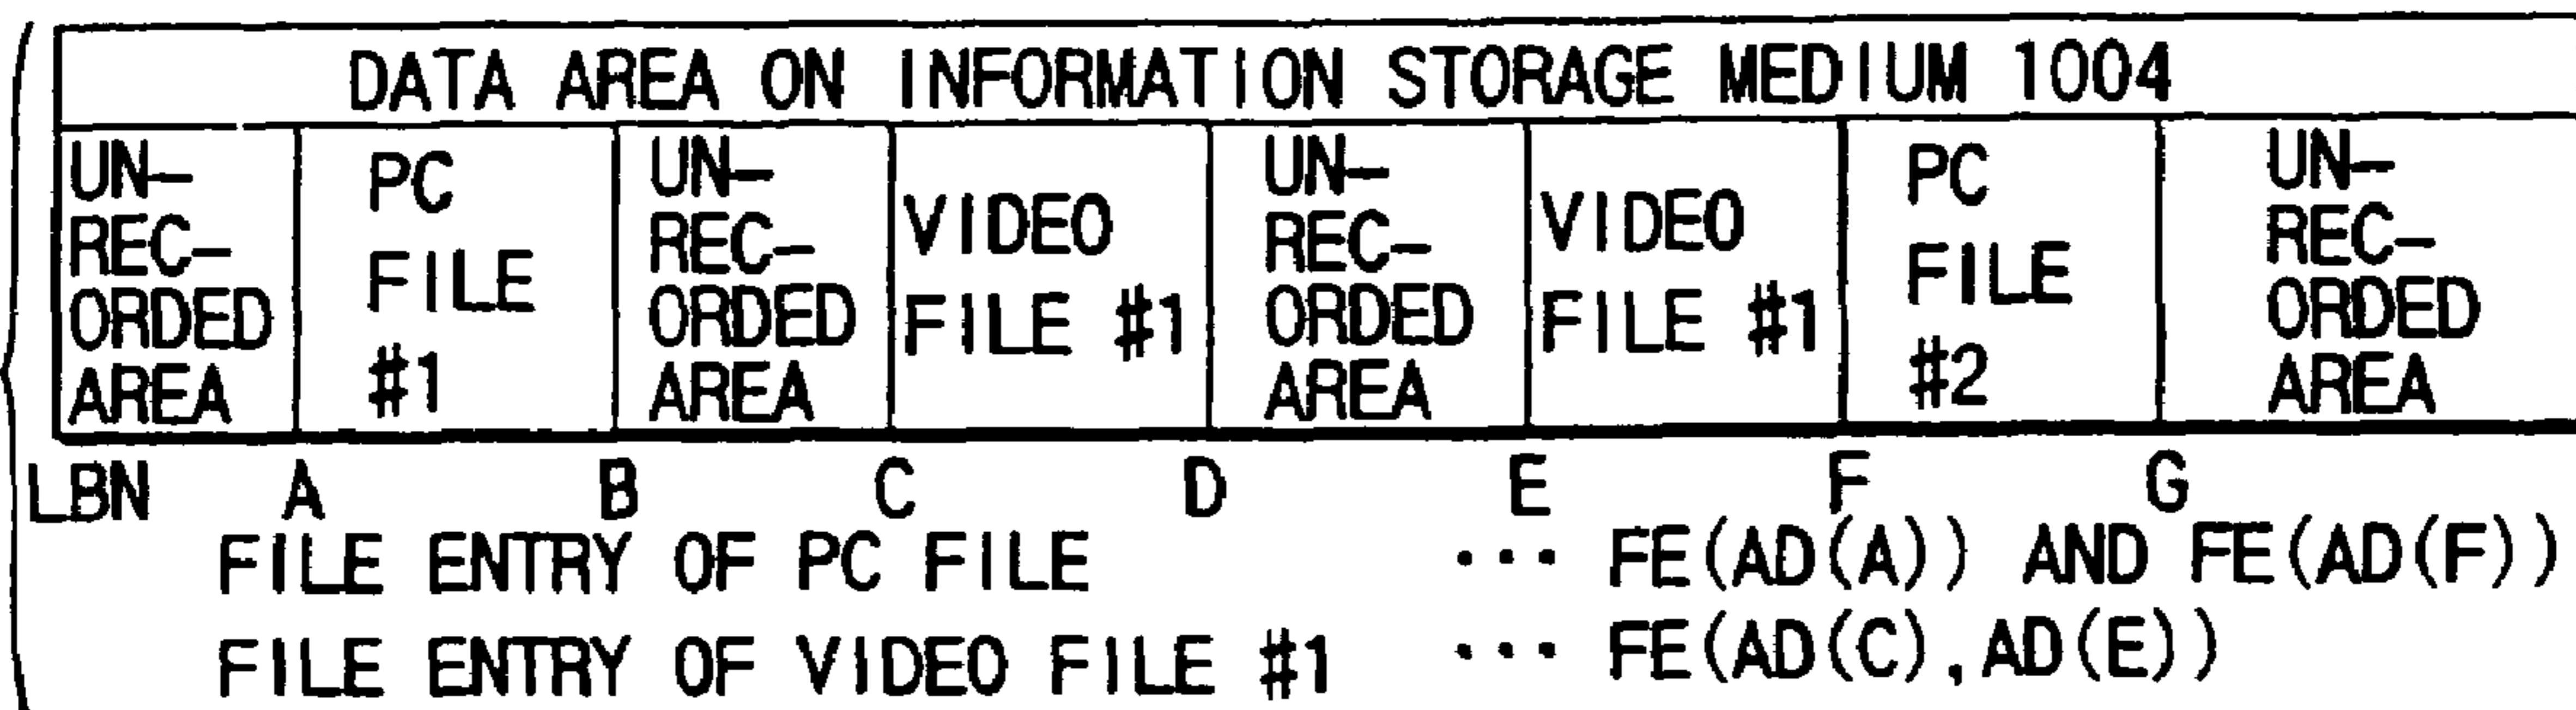 DATA AREA ON INFORMATION STORAGE MEDIUM 1004
UN-
REC-
ORDED
AREA
PC
FILE
#1
UN-
REC-
ORDED
AREA
VIDEO
FILE #1
UN-
REC-
ORDED
AREA
VIDEO
FILE #1
PC
FILE
#2
UN-
REC-
ORDED
AREA
LBN A B C D E F G
FILE ENTRY OF PC FILE ··· FE(AD(A)) AND FE(AD(F))
FILE ENTRY OF VIDEO FILE #1 ··· FE(AD(C),AD(E))